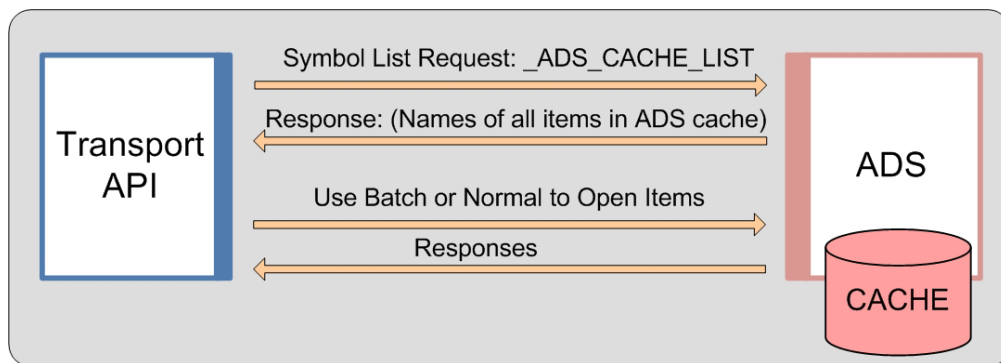 Symbol List Request: _ADS_CACHE_LIST
Response: (Names of all items in ADS cache)
Transport
API
ADS
Use Batch or Normal to Open Items
Responses
CACHE